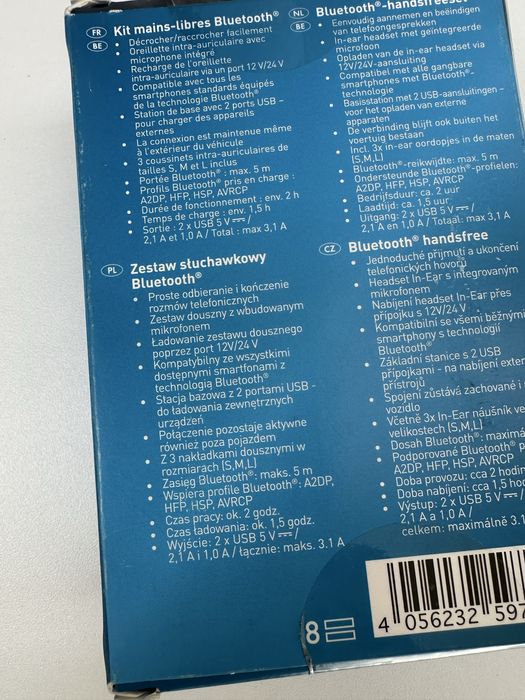 FR
BE
Kit mains-libres Bluetooth®
• Décrocher/raccrocher facilement
• Oreillette intra-auriculaire avec
microphone intégré
• Recharge de l'oreillette
intra-auriculaire via un port 12 V/24 V
• Compatible avec tous les
smartphones standards équipés
de la technologie Bluetooth®
• Station de base avec 2 ports USB –
pour charger des appareils
externes
• La connexion est maintenue même
à l'extérieur du véhicule
• 3 coussinets intra-auriculaires de
tailles S, M et L inclus
• Portée Bluetooth® : max. 5 m
• Profils Bluetooth® pris en charge :
A2DP, HFP, HSP, AVRCP
• Durée de fonctionnement : env. 2 h
• Temps de charge : env. 1,5 h
• Sortie : 2 x USB 5 V⎓/
2,1 A et 1,0 A / Total : max 3,1 A
NL
BE
Bluetooth®-handsfreeset
• Eenvoudig aannemen en beëindigen
van telefoongesprekken
• In-ear headset met geïntegreerde
microfoon
• Opladen van de in-ear headset via
12V/24V-aansluiting
• Compatibel met alle gangbare
smartphones met Bluetooth®-
technologie
• Basisstation met 2 USB-aansluitingen –
voor het opladen van externe
apparaten
• De verbinding blijft ook buiten het
voertuig bestaan
• Incl. 3x in-ear oordopjes in de maten
(S,M,L)
• Bluetooth®-reikwijdte: max. 5 m
• Ondersteunde Bluetooth®-profielen:
A2DP, HFP, HSP, AVRCP
• Bedrijfsduur: ca. 2 uur
• Laadtijd: ca. 1,5 uur
• Uitgang: 2 x USB 5 V⎓/
2,1 A en 1,0 A / Totaal: max 3,1 A
PL
Zestaw słuchawkowy
Bluetooth®
• Proste odbieranie i kończenie
rozmów telefonicznych
• Zestaw douszny z wbudowanym
mikrofonem
• Ładowanie zestawu dousznego
poprzez port 12V/24 V
• Kompatybilny ze wszystkimi
dostępnymi smartfonami z
technologią Bluetooth®
• Stacja bazowa z 2 portami USB -
do ładowania zewnętrznych
urządzeń
• Połączenie pozostaje aktywne
również poza pojazdem
• Z 3 nakładkami dousznymi w
rozmiarach (S,M,L)
• Zasięg Bluetooth®: maks. 5 m
• Wspiera profile Bluetooth®: A2DP,
HFP, HSP, AVRCP
• Czas pracy: ok. 2 godz.
• Czas ładowania: ok. 1,5 godz.
• Wyjście: 2 x USB 5 V⎓/
2,1 A i 1,0 A / łącznie: maks. 3.1 A
CZ
Bluetooth® handsfree
• Jednoduché přijmutí a ukončení
telefonických hovorů
• Headset In-Ear s integrovaným
mikrofonem
• Nabíjení headset In-Ear přes
přípojku s 12V/24 V
• Kompatibilní se všemi běžnými
smartphony s technologií
Bluetooth®
• Základní stanice s 2 USB
přípojkami - na nabíjení exter
přístrojů
• Spojení zůstává zachované i
vozidlo
• Včetně 3x In-Ear náušník ve
velikostech (S,M,L)
• Dosah Bluetooth®: maximá
• Podporované Bluetooth® p
A2DP, HFP, HSP, AVRCP
• Doba provozu: cca 2 hodin
• Doba nabíjení: cca 1,5 ho
• Výstup: 2 x USB 5 V⎓/
2,1 A a 1,0 A /
celkem: maximálně 3.1
8
4 056232 597